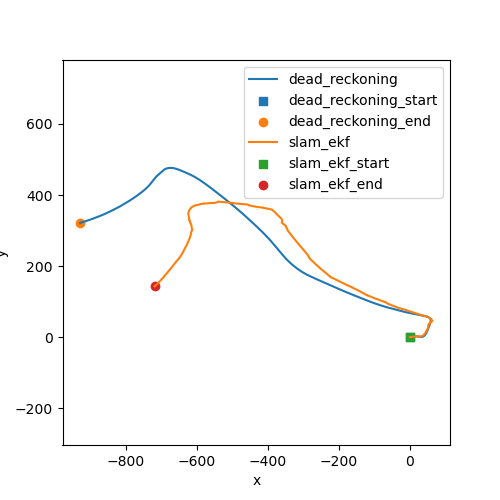 dead_reckoning
dead_reckoning_start
dead_reckoning_end
slam_ekf
slam_ekf_start
slam_ekf_end
600
400
200
0
−200
y
−800
−600
−400
−200
0
x